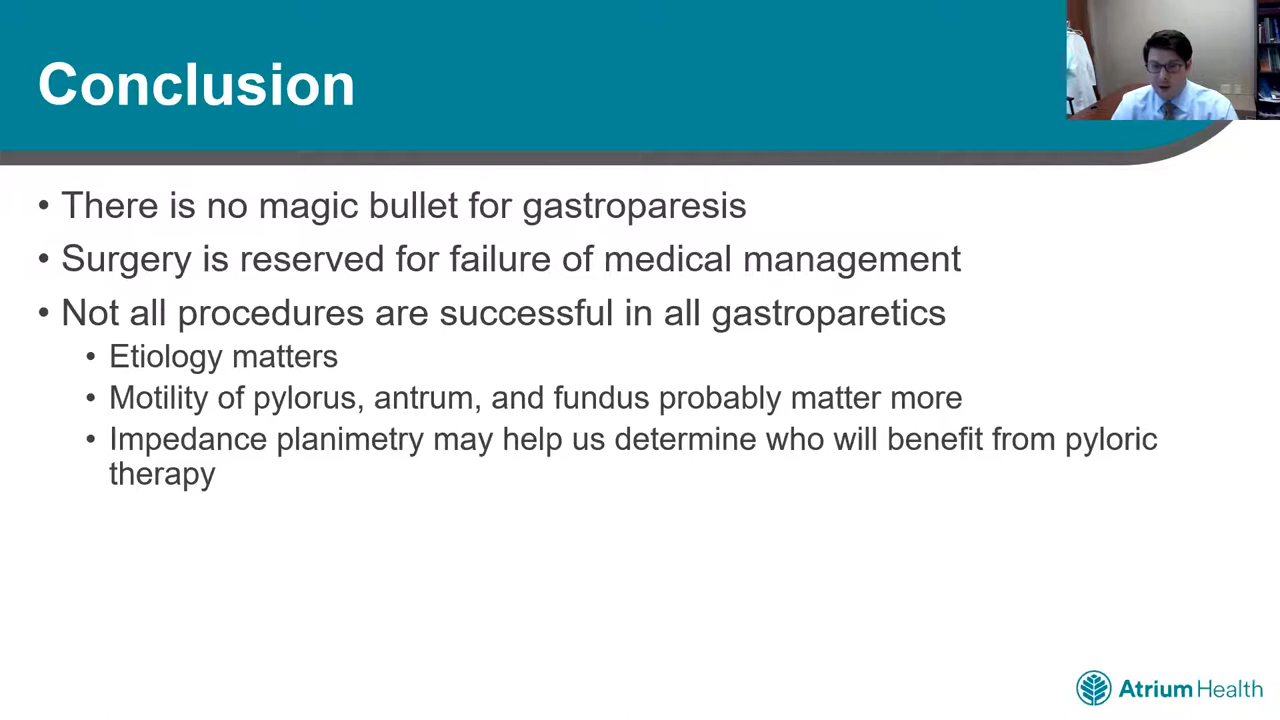 Conclusion
• There is no magic bullet for gastroparesis
• Surgery is reserved for failure of medical management
• Not all procedures are successful in all gastroparetics
• Etiology matters
• Motility of pylorus, antrum, and fundus probably matter more
• Impedance planimetry may help us determine who will benefit from pyloric
therapy
Atrium Health